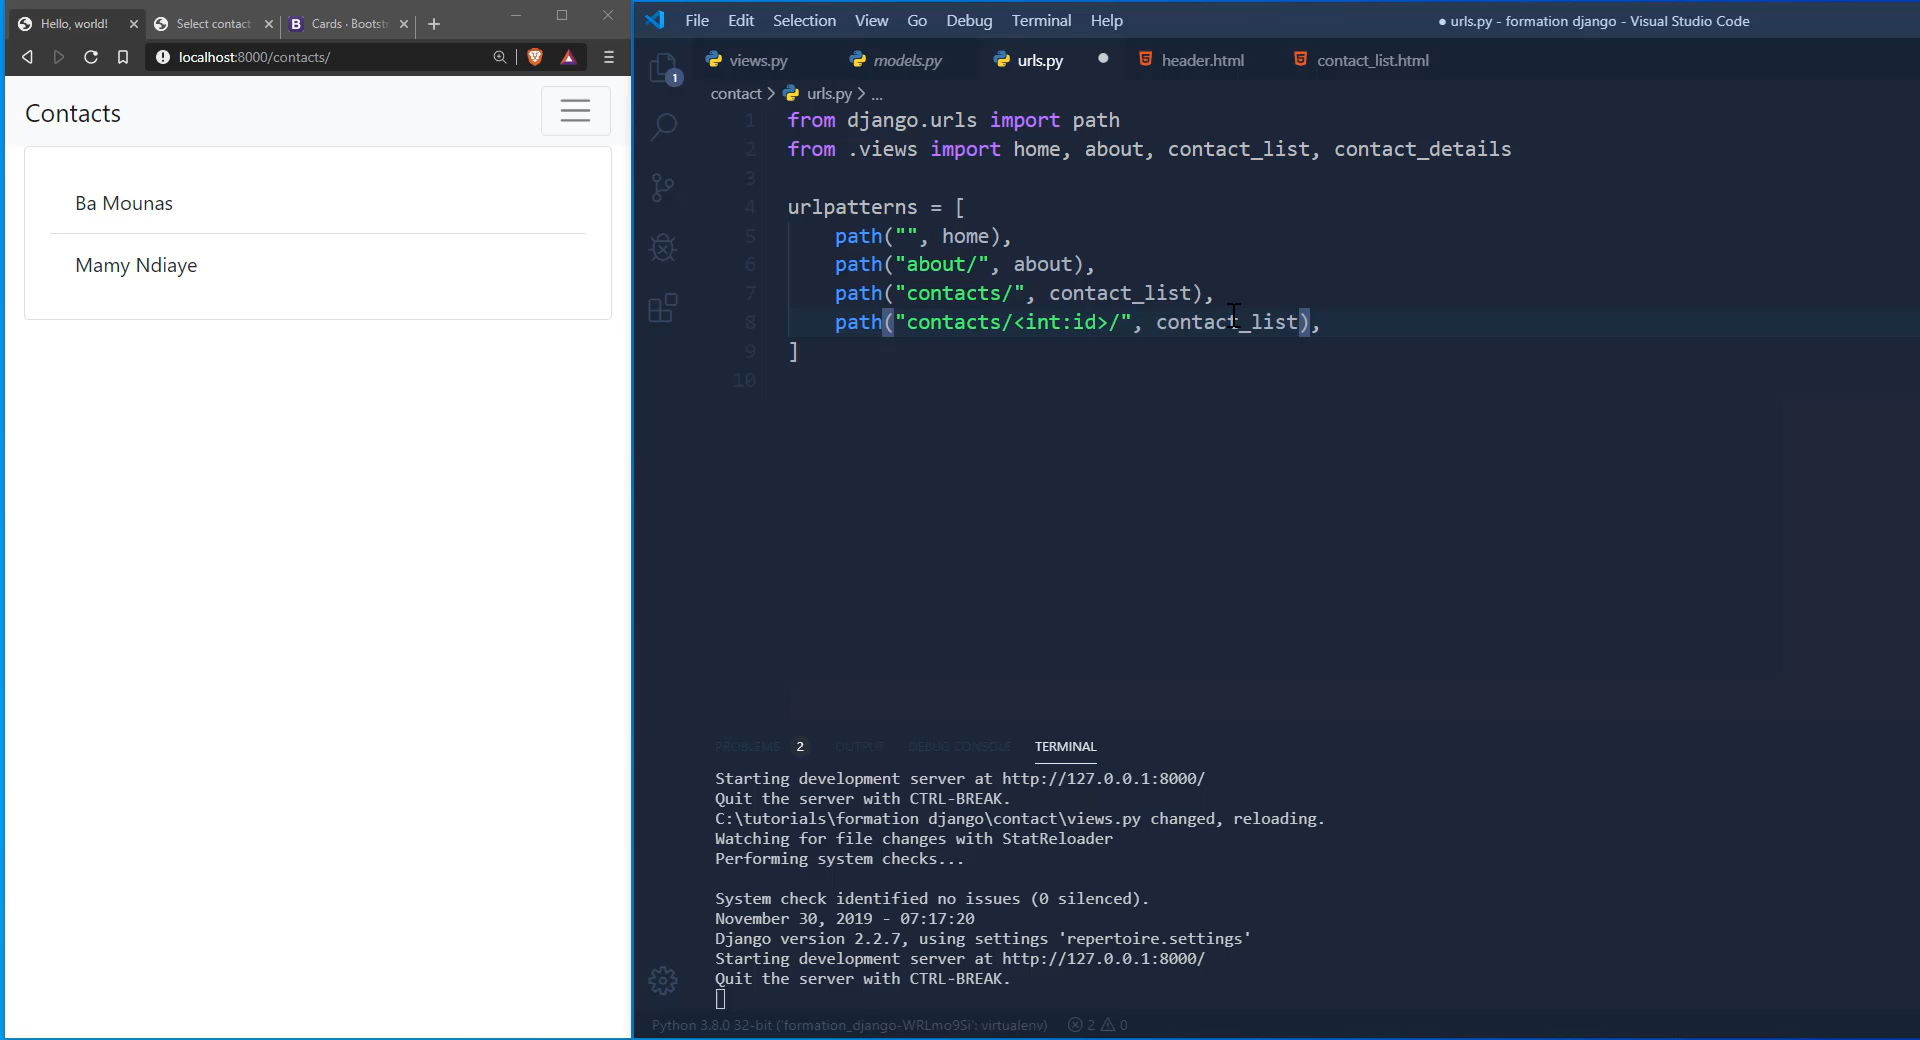 Hello, world!
Select contact
B Cards · Bootst
localhost:8000/contacts/
Contacts
Ba Mounas
Mamy Ndiaye
File Edit Selection View Go Debug Terminal Help
● urls.py - formation django - Visual Studio Code
1
views.py
models.py
urls.py
header.html
contact_list.html
contact > urls.py > ...
1 from django.urls import path
2 from .views import home, about, contact_list, contact_details
3
4 urlpatterns = [
5 path("", home),
6 path("about/", about),
7 path("contacts/", contact_list),
8 path("contacts/<int:id>/", contact_list),
9 ]
10
PROBLEMS 2 OUTPUT DEBUG CONSOLE TERMINAL
Starting development server at http://127.0.0.1:8000/
Quit the server with CTRL-BREAK.
C:\tutorials\formation django\contact\views.py changed, reloading.
Watching for file changes with StatReloader
Performing system checks...
System check identified no issues (0 silenced).
November 30, 2019 - 07:17:20
Django version 2.2.7, using settings 'repertoire.settings'
Starting development server at http://127.0.0.1:8000/
Quit the server with CTRL-BREAK.
Python 3.8.0 32-bit ('formation_django-WRLmo9Si': virtualenv) 2 0